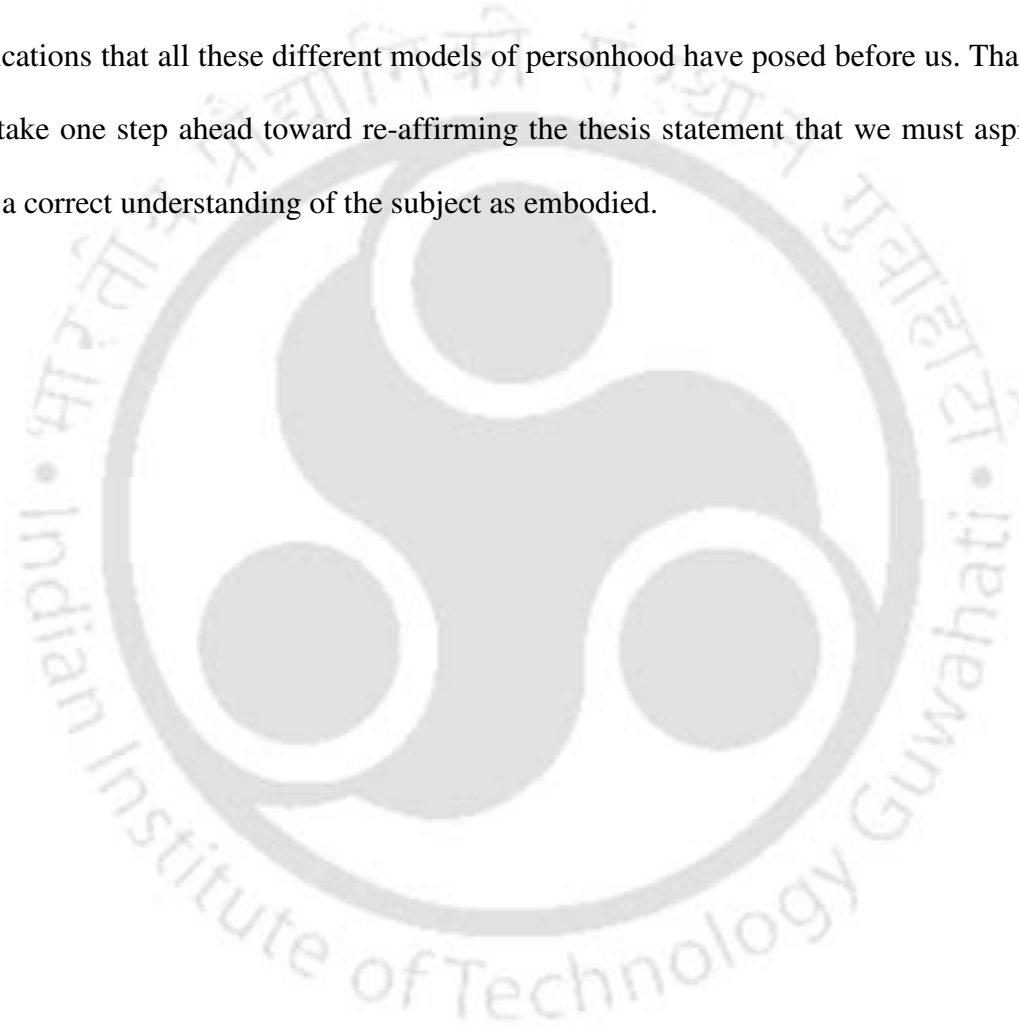 ications that all these different models of personhood have posed before us. Tha
take one step ahead toward re-affirming the thesis statement that we must asp
a correct understanding of the subject as embodied.
भारतीय प्रौद्योगिकी संस्थान गुवाहाटी
Indian Institute of Technology Guwahati